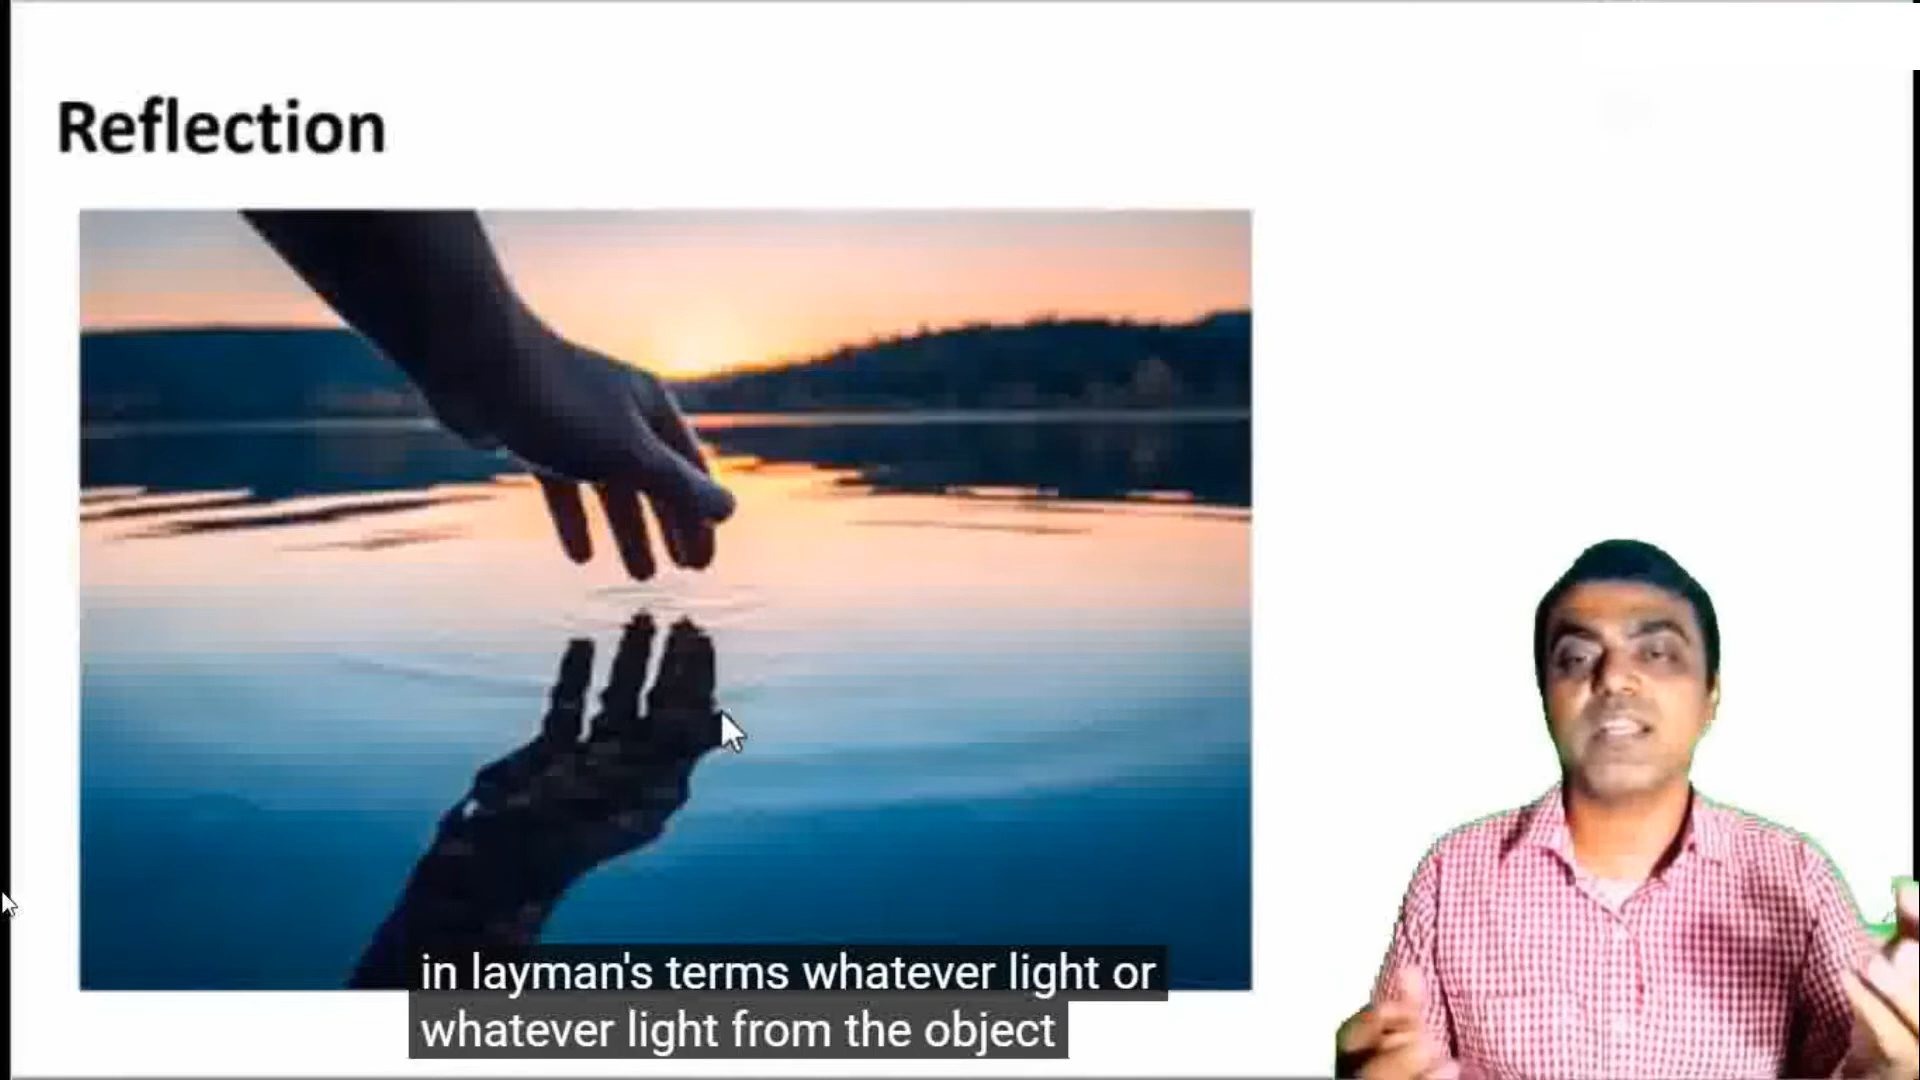 Reflection
in layman's terms whatever light or
whatever light from the object